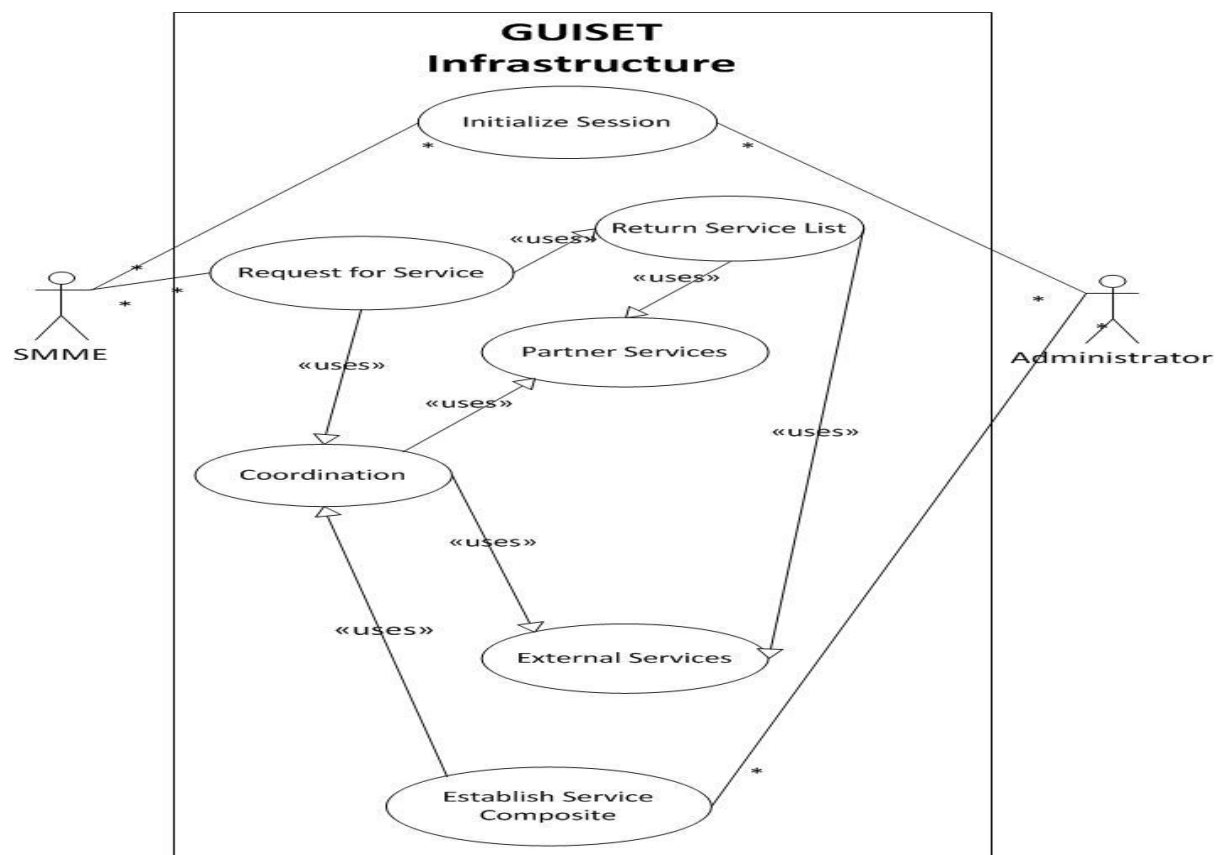 GUISET
Infrastructure
Initialize Session
*
*
Return Service List
«uses»
Request for Service
«uses»
*
*
*
*
*
SMME
Partner Services
Administrator
«uses»
«uses»
«uses»
Coordination
«uses»
«uses»
External Services
*
Establish Service
Composite